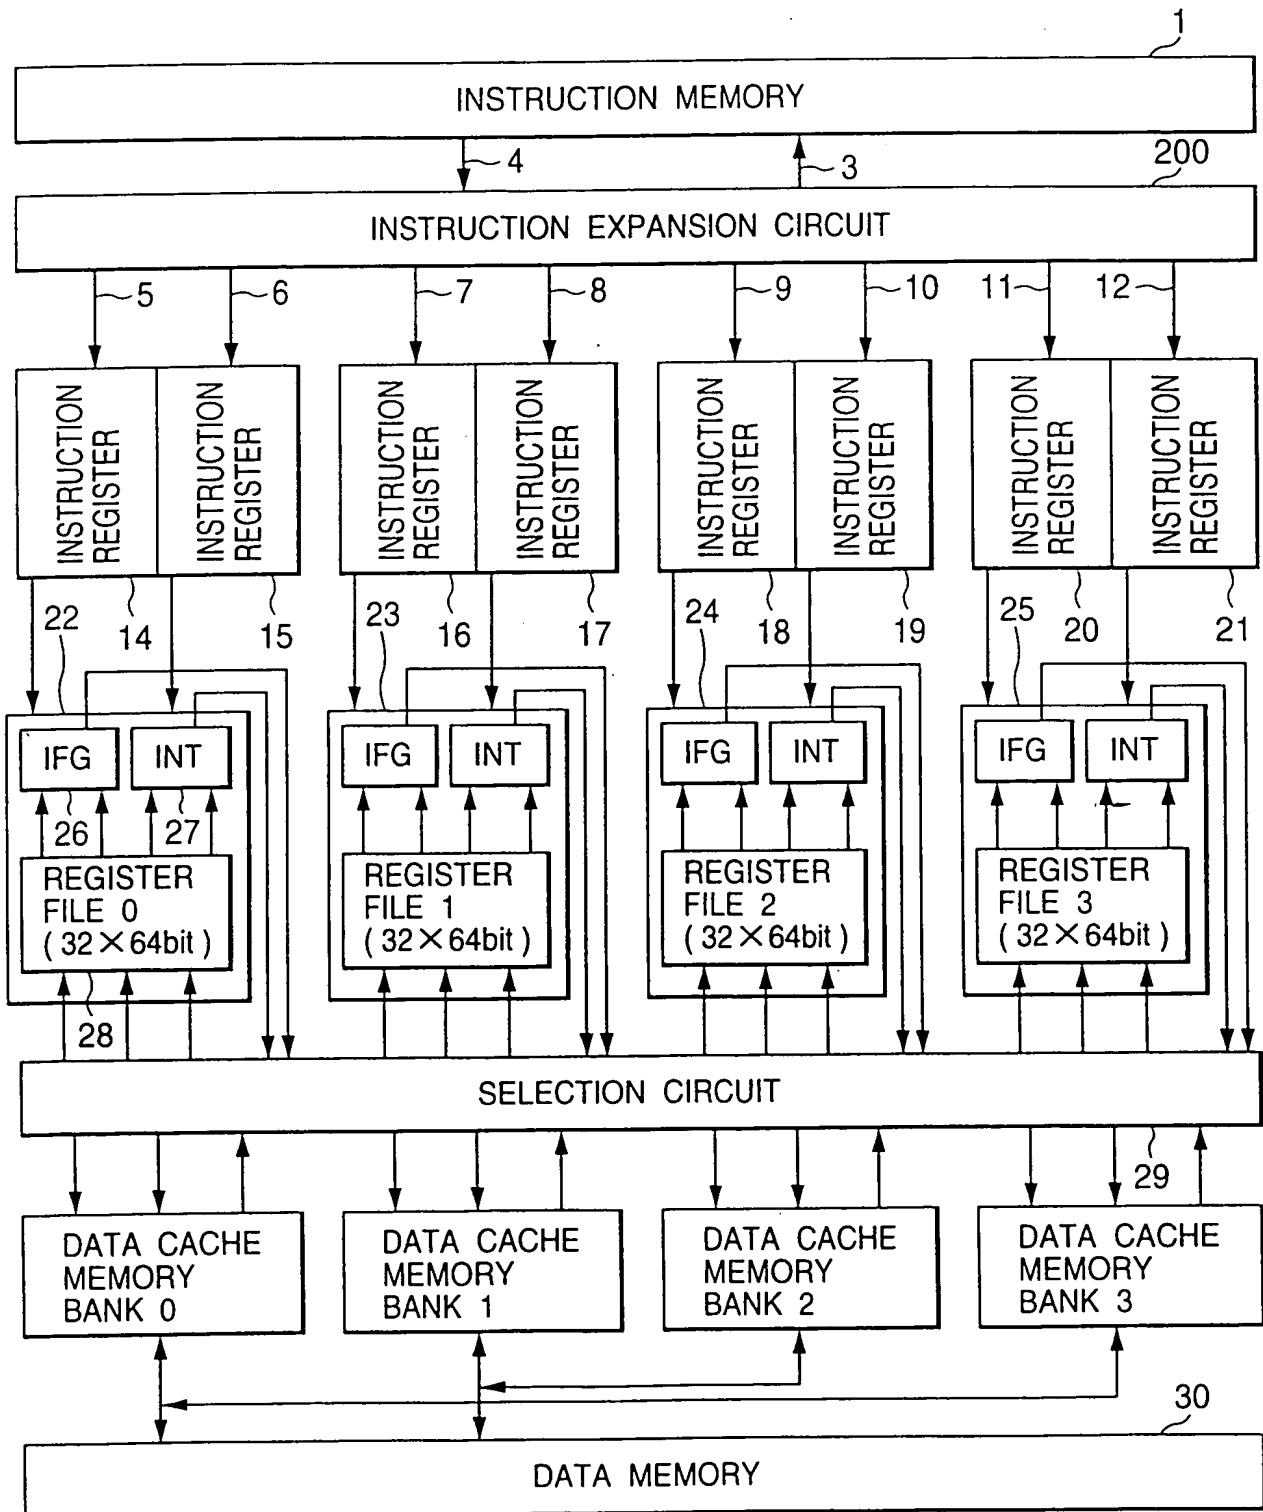 1
INSTRUCTION MEMORY
4
3
200
INSTRUCTION EXPANSION CIRCUIT
5
6
7
8
9
10
11
12
INSTRUCTION
REGISTER
INSTRUCTION
REGISTER
INSTRUCTION
REGISTER
INSTRUCTION
REGISTER
INSTRUCTION
REGISTER
INSTRUCTION
REGISTER
INSTRUCTION
REGISTER
INSTRUCTION
REGISTER
22
14
15
23
16
17
24
18
19
25
20
21
IFG
INT
IFG
INT
IFG
INT
IFG
INT
26
27
REGISTER
FILE 0
(32×64bit)
REGISTER
FILE 1
(32×64bit)
REGISTER
FILE 2
(32×64bit)
REGISTER
FILE 3
(32×64bit)
28
SELECTION CIRCUIT
29
DATA CACHE
MEMORY
BANK 0
DATA CACHE
MEMORY
BANK 1
DATA CACHE
MEMORY
BANK 2
DATA CACHE
MEMORY
BANK 3
30
DATA MEMORY